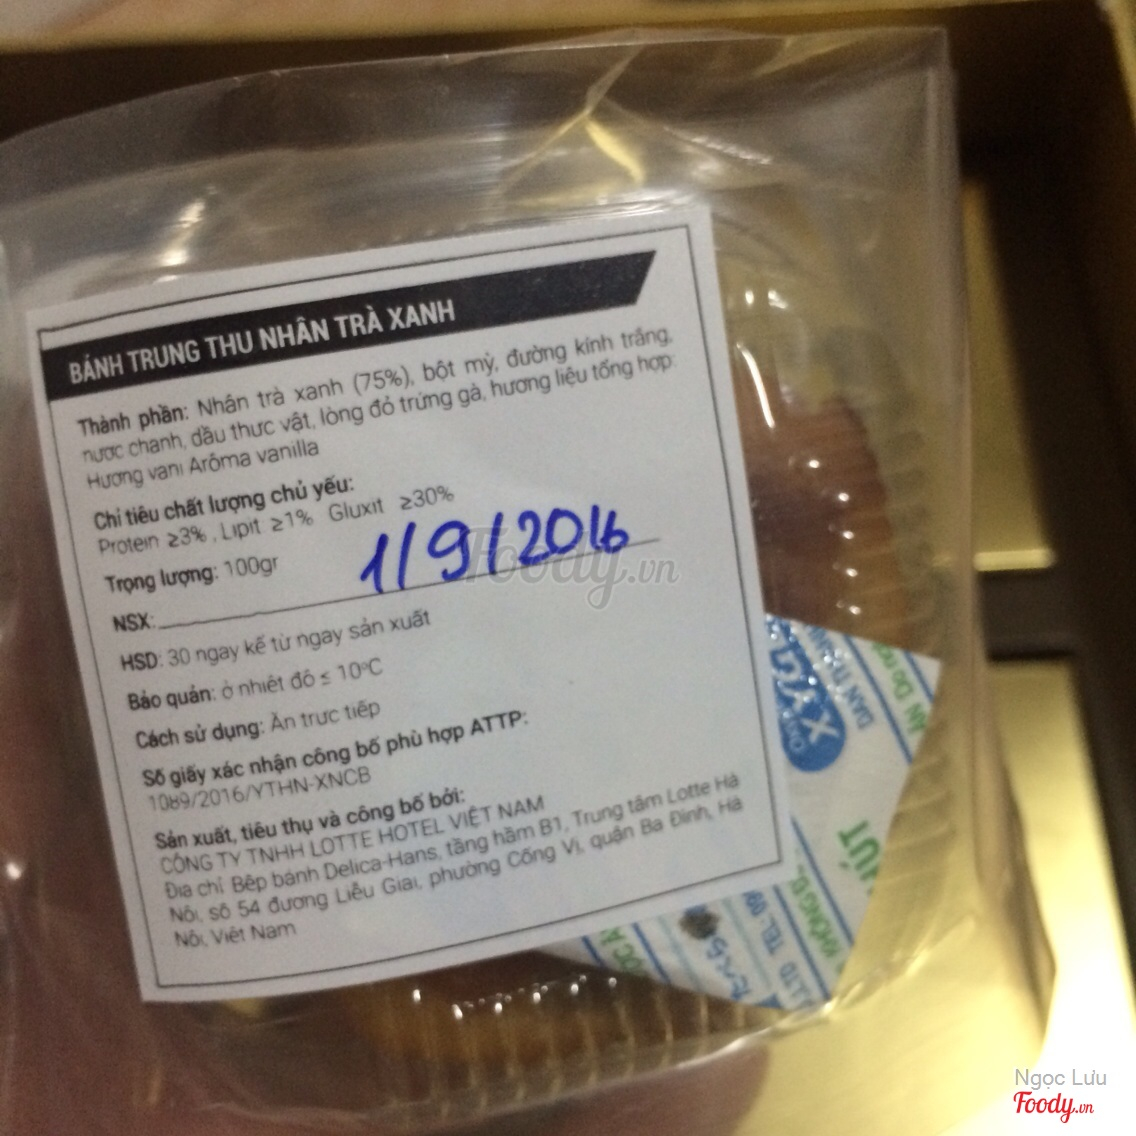 BÁNH TRUNG THU NHÂN TRÀ XANH
Thành phần: Nhân trà xanh (75%), bột mỳ, đường kính trắng,
nước chanh, dầu thực vật, lòng đỏ trứng gà, hương liệu tổng hợp:
Hương vani Arôma vanilla
Chỉ tiêu chất lượng chủ yếu:
Protein ≥3% , Lipit ≥1% Gluxit ≥30%
Trọng lượng: 100gr
NSX: 1/9/2016
HSD: 30 ngày kể từ ngày sản xuất
Bảo quản: ở nhiệt độ ≤ 10°C
Cách sử dụng: Ăn trực tiếp
Số giấy xác nhận công bố phù hợp ATTP:
1089/2016/YTHN-XNCB
Sản xuất, tiêu thụ và công bố bởi:
CÔNG TY TNHH LOTTE HOTEL VIỆT NAM
Địa chỉ: Bếp bánh Delica-Hans, tầng hầm B1, Trung tâm Lotte Hà
Nội, số 54 đường Liễu Giai, phường Cống Vị, quận Ba Đình, Hà
Nội, Việt Nam
Foody.vn
HÚT
LTD TEL:
Ngọc Lưu
Foody.vn